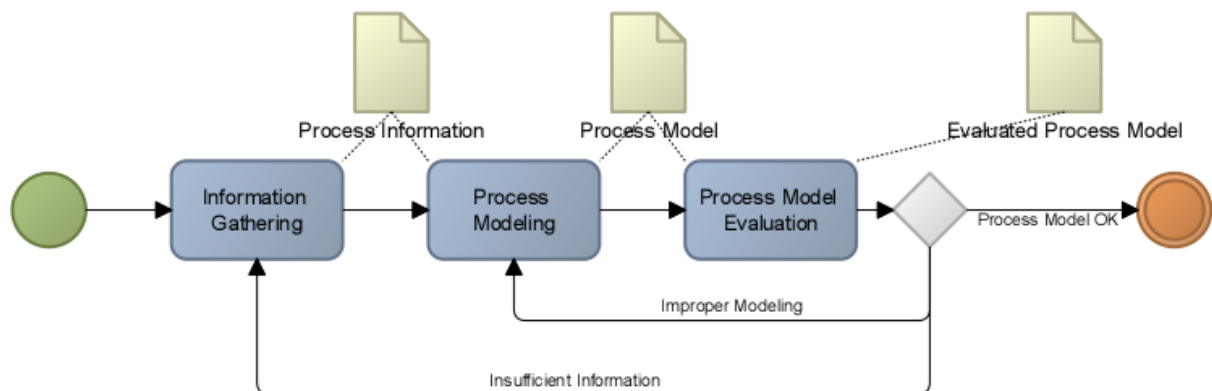 Process Information
Process Model
Evaluated Process Model
Information
Gathering
Process
Modeling
Process Model
Evaluation
Process Model OK
Improper Modeling
Insufficient Information